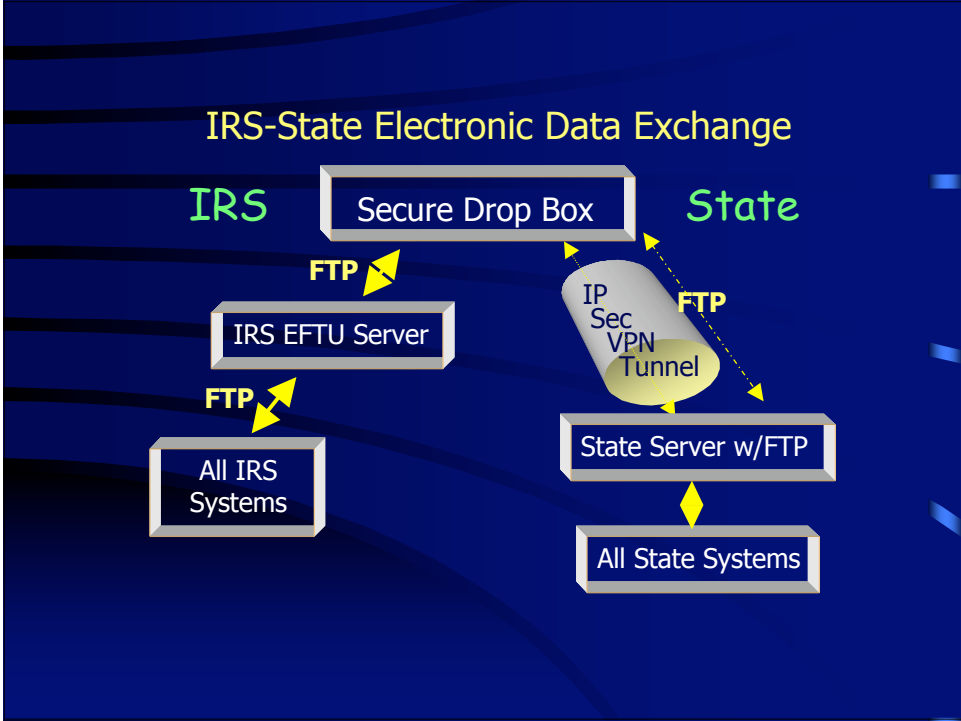 IRS-State Electronic Data Exchange
IRS
Secure Drop Box
State
FTP
IP
Sec
VPN
Tunnel
FTP
IRS EFTU Server
FTP
State Server w/FTP
All IRS
Systems
All State Systems